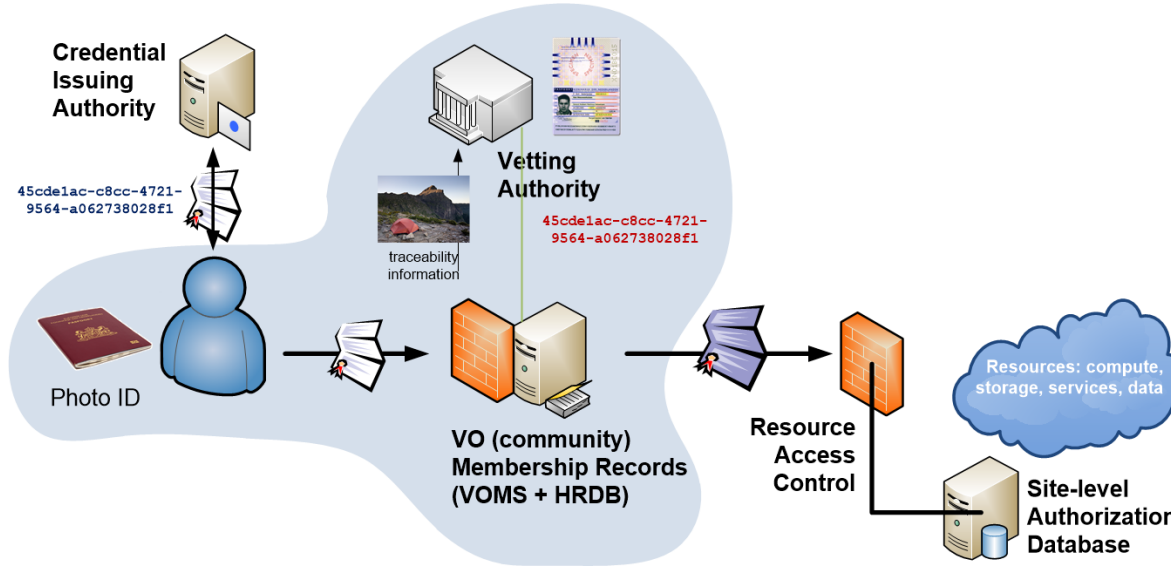 Credential
Issuing
Authority
45cde1ac-c8cc-4721-
9564-a062738028f1
Photo ID
Vetting
Authority
45cde1ac-c8cc-4721-
9564-a062738028f1
traceability
information
VO (community)
Membership Records
(VOMS + HRDB)
Resource
Access
Control
Resources: compute,
storage, services, data
Site-level
Authorization
Database